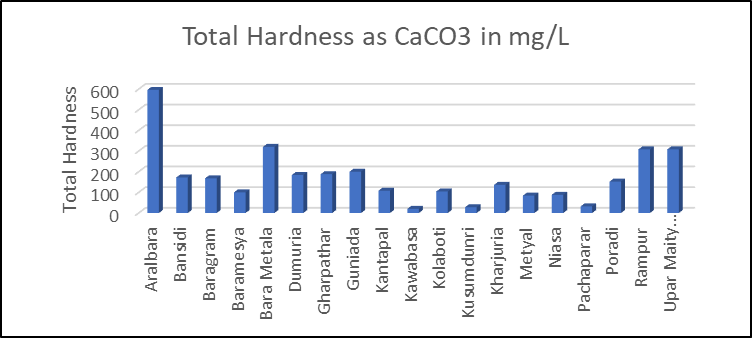 Total Hardness as CaCO3 in mg/L
Total Hardness
600
500
400
300
200
100
0
Aralbara
Bansidi
Baragram
Baramesya
Bara Metala
Dumuria
Gharpathar
Guniada
Kantapal
Kawabasa
Kolaboti
Kusumdunri
Kharjuria
Metyal
Niasa
Pachaparar
Poradi
Rampur
Upar Maity...